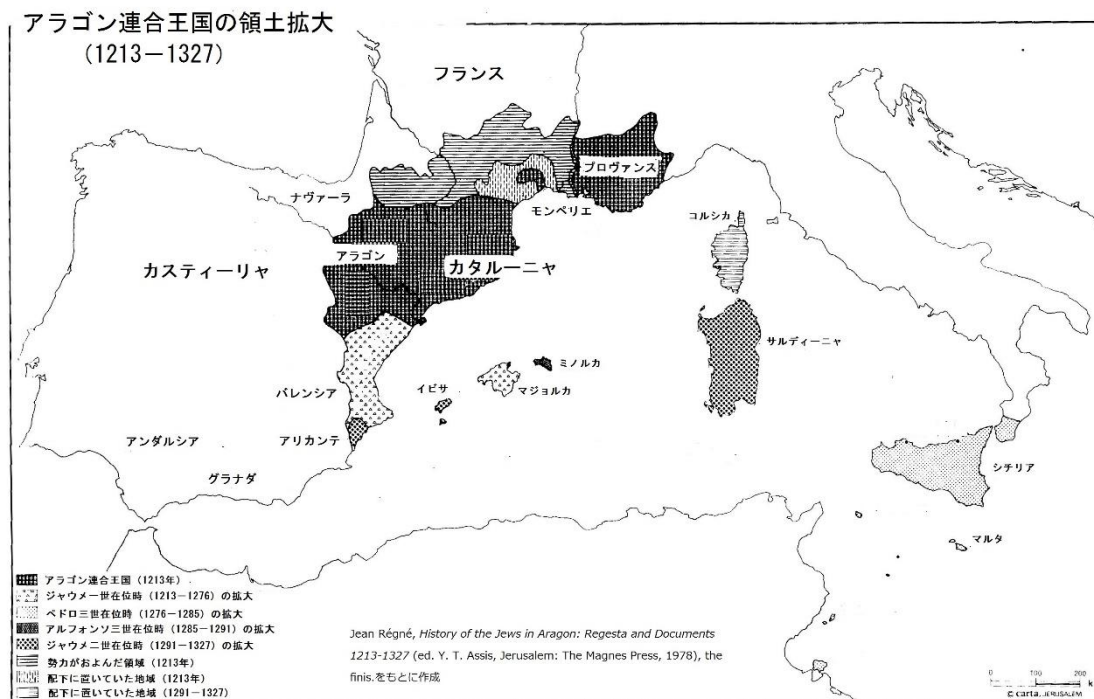 アラゴン連合王国の領土拡大
(1213－1327)
フランス
プロヴァンス
ナヴァーラ
モンペリエ
コルシカ
アラゴン
カスティーリャ
カタルーニャ
サルディーニャ
ミノルカ
イビサ
マジョルカ
バレンシア
アンダルシア
アリカンテ
グラナダ
シチリア
マルタ
アラゴン連合王国（1213年）
ジャウメ一世在位時（1213－1276）の拡大
ペドロ三世在位時（1276－1285）の拡大
アルフォンソ三世在位時（1285－1291）の拡大
ジャウメ二世在位時（1291－1327）の拡大
勢力がおよんだ領域（1213年）
配下に置いていた地域（1213年）
配下に置いていた地域（1291－1327）
Jean Régné, History of the Jews in Aragon: Regesta and Documents
1213-1327 (ed. Y. T. Assis, Jerusalem: The Magnes Press, 1978), the
finis.をもとに作成
0 100 200 k
© carta, JERUSALEM